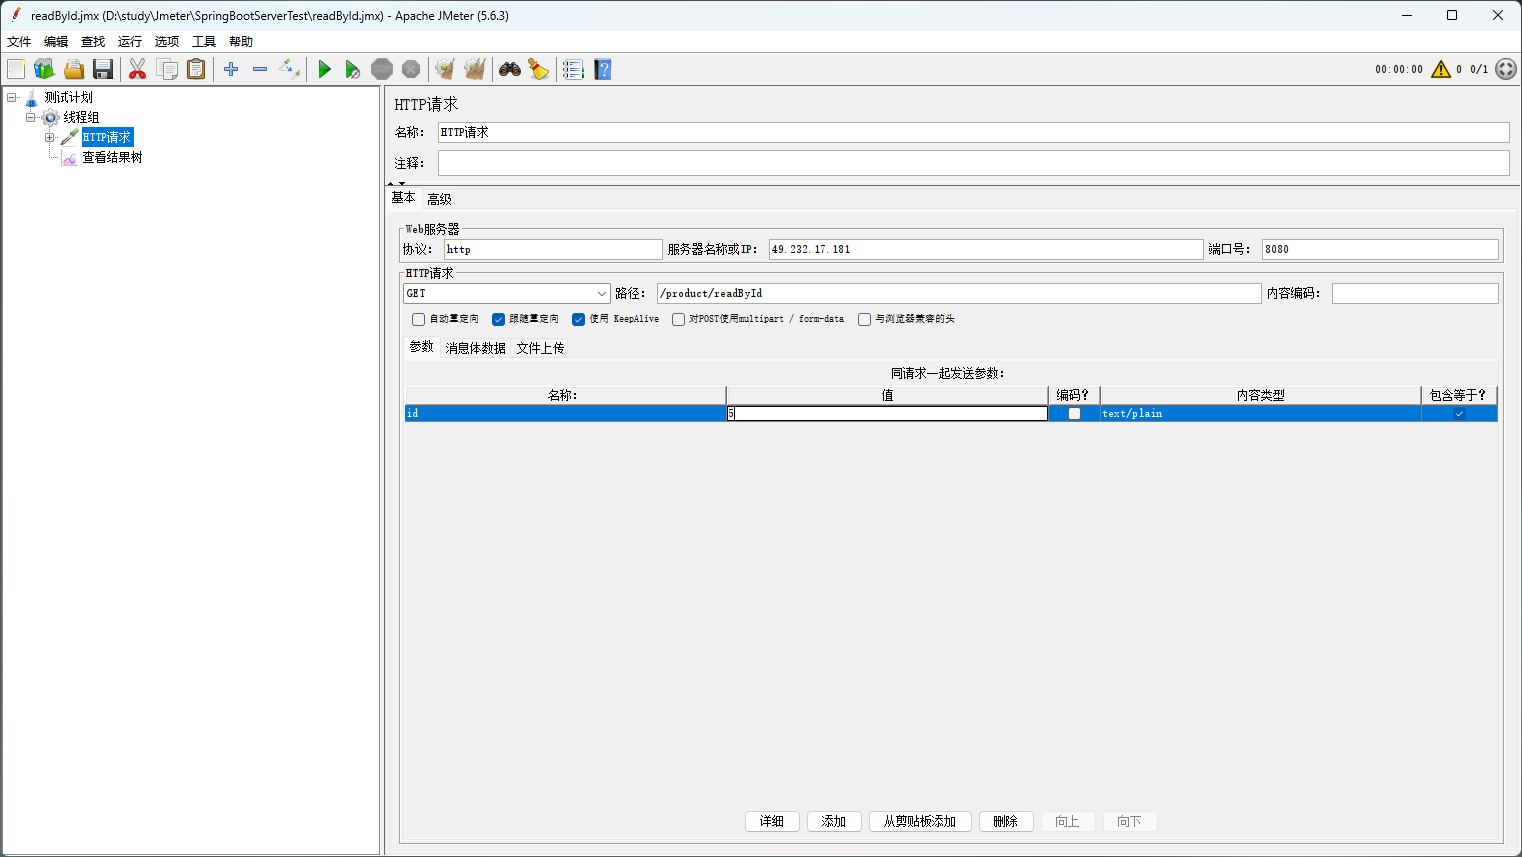 readById.jmx (D:\study\Jmeter\SpringBootServerTest\readById.jmx) - Apache JMeter (5.6.3)
文件 编辑 查找 运行 选项 工具 帮助
00:00:00 0 0/1
测试计划
线程组
HTTP请求
查看结果树
HTTP请求
名称: HTTP请求
注释:
基本 高级
Web服务器
协议: http 服务器名称或IP: 49.232.17.181 端口号: 8080
HTTP请求
GET 路径: /product/readById 内容编码:
自动重定向 跟随重定向 使用 KeepAlive 对POST使用multipart / form-data 与浏览器兼容的头
参数 消息体数据 文件上传
同请求一起发送参数:
名称: 值 编码? 内容类型 包含等于?
id 5 text/plain
详细 添加 从剪贴板添加 删除 向上 向下